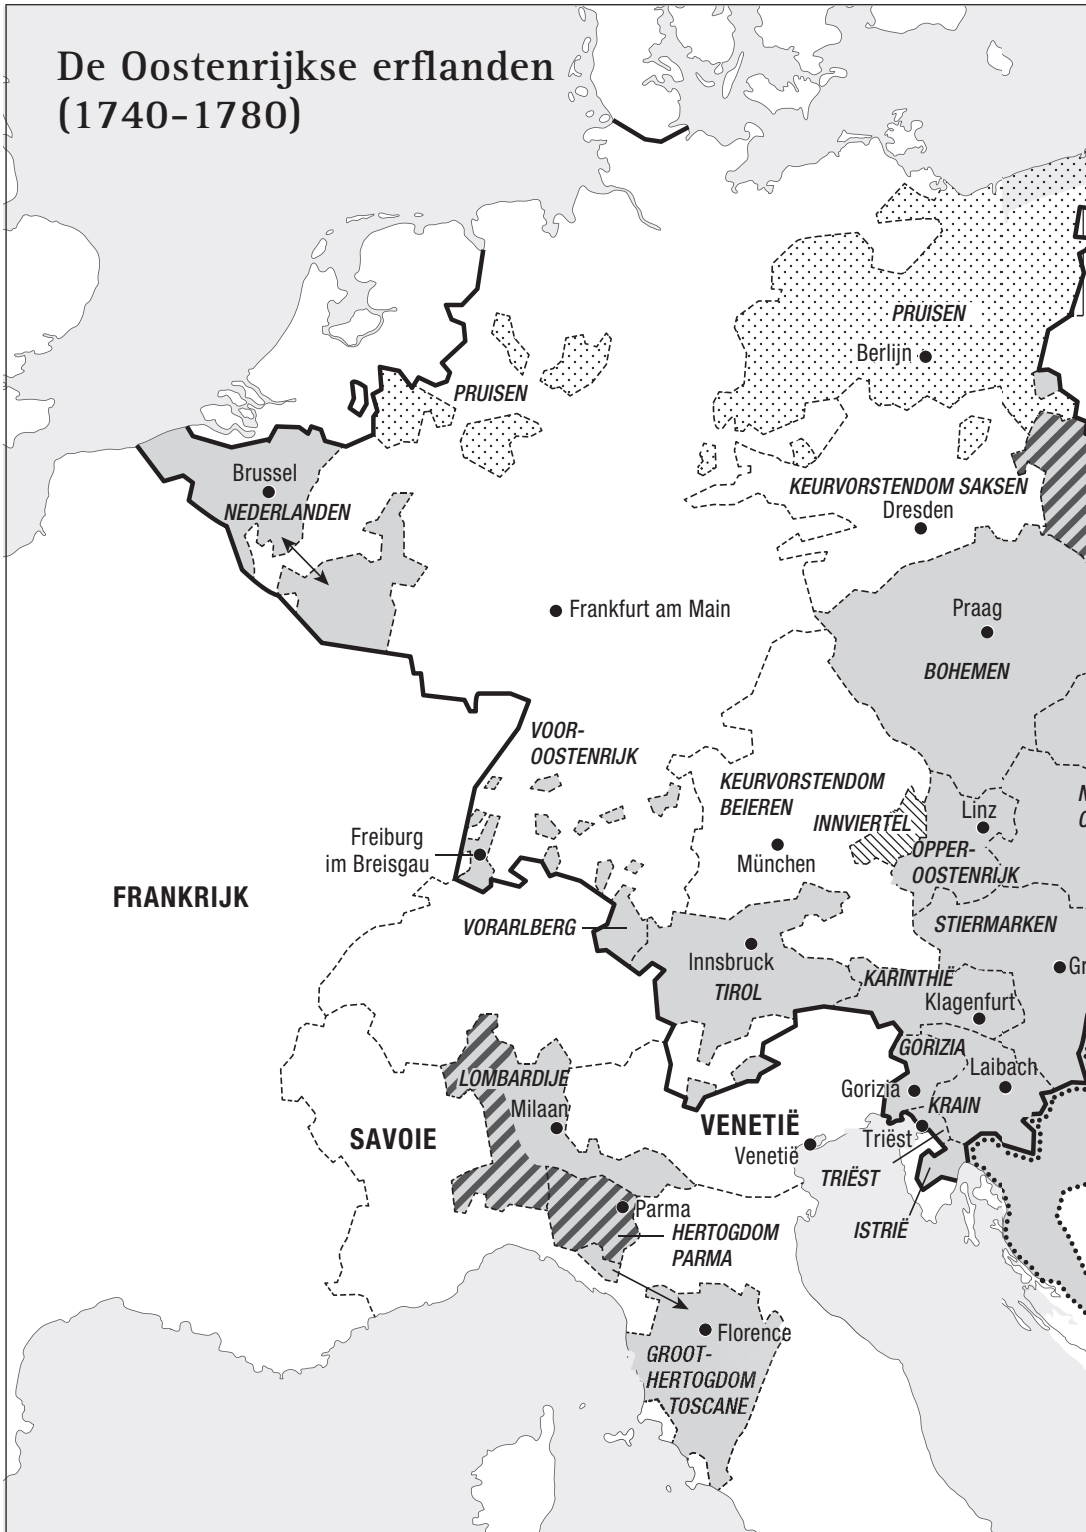 De Oostenrijkse erflanden
(1740-1780)
PRUISEN
Berlijn
PRUISEN
Brussel
NEDERLANDEN
KEURVORSTENDOM SAKSEN
Dresden
Frankfurt am Main
Praag
BOHEMEN
VOOR-
OOSTENRIJK
KEURVORSTENDOM
BEIEREN
INNVIERTEL
Linz
Freiburg
im Breisgau
München
OPPER-
OOSTENRIJK
FRANKRIJK
VORARLBERG
STIERMARKEN
Innsbruck
TIROL
KARINTHIË
Gr
Klagenfurt
GORIZIA
Laibach
LOMBARDIJE
Milaan
Gorizia
KRAIN
SAVOIE
VENETIË
Venetië
Triëst
TRIËST
Parma
HERTOGDOM
PARMA
ISTRIË
Florence
GROOT-
HERTOGDOM
TOSCANE